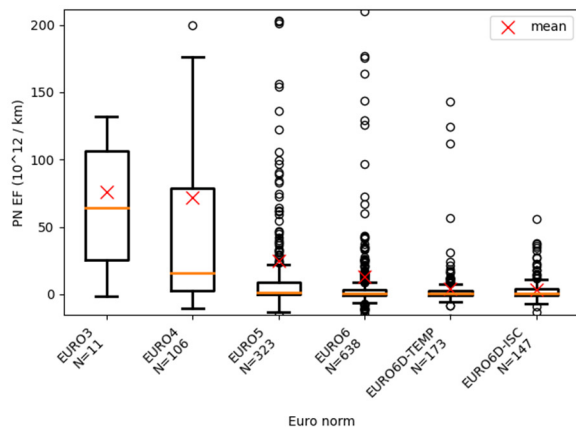 mean
PN EF (10^12 / km)
200
150
100
50
0
EURO3
N=11
EURO4
N=106
EURO5
N=323
EURO6
N=638
EURO6D-TEMP
N=173
EURO6D-ISC
N=147
Euro norm